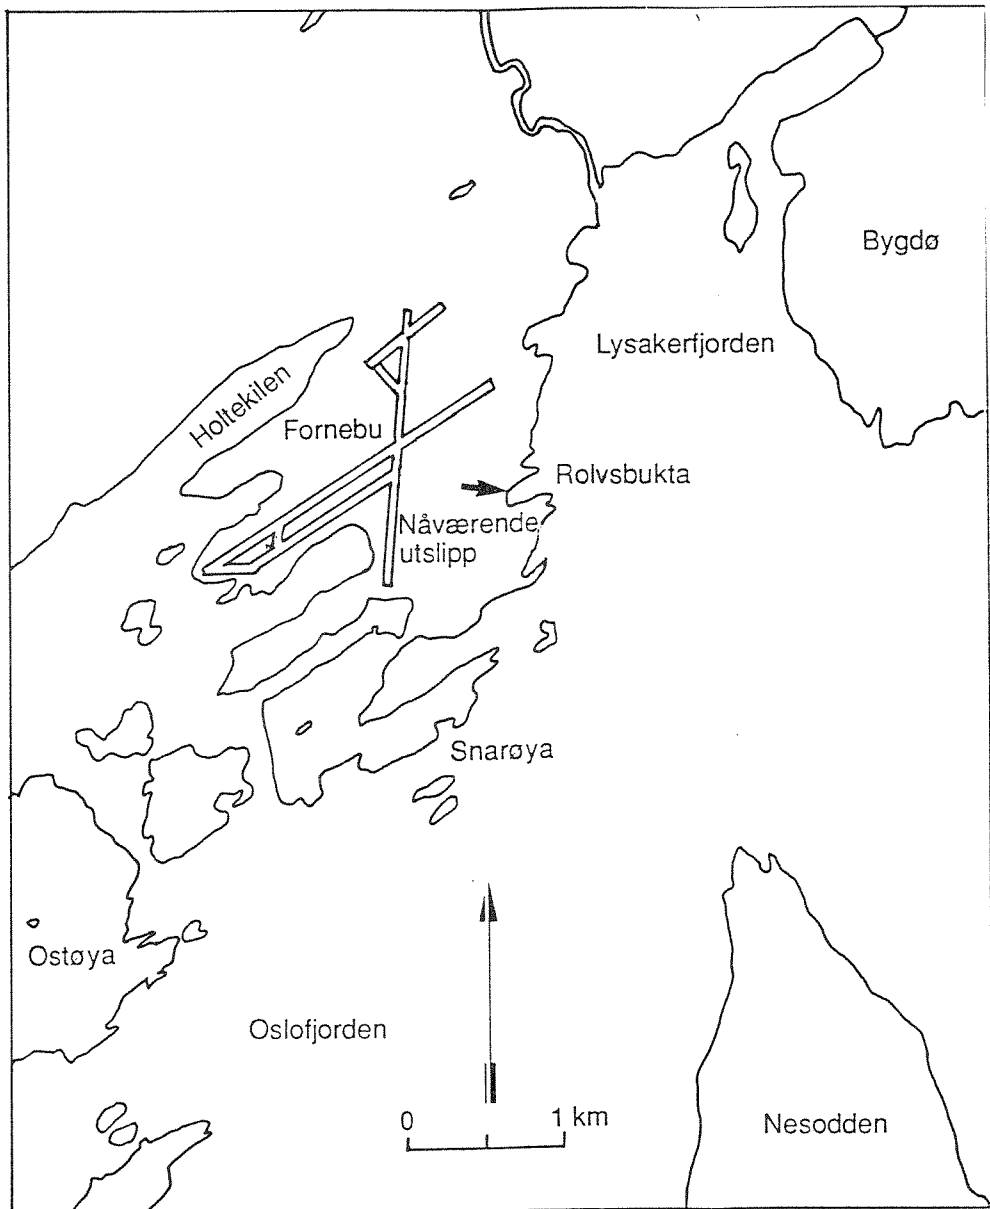 Bygdø
Lysakerfjorden
Holtekilen
Fornebu
Rolvsbukta
Nåværende
utslipp
Snarøya
Ostøya
Oslofjorden
0 1 km
Nesodden